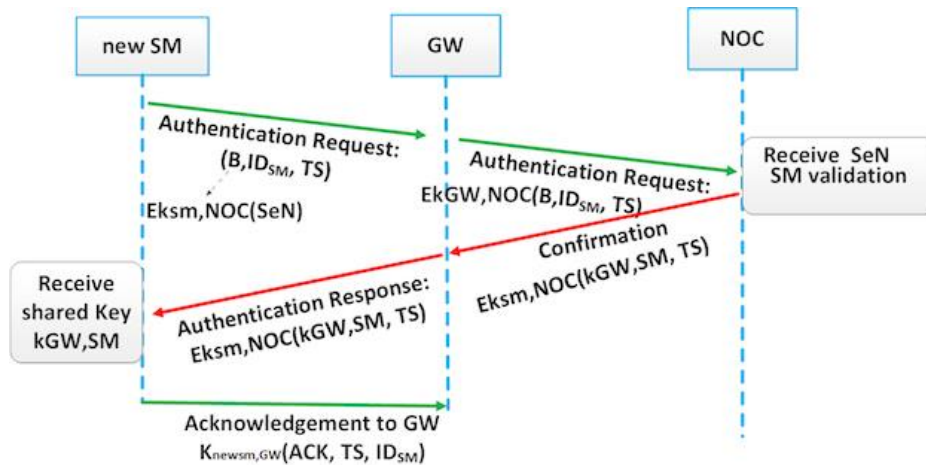 new SM
GW
NOC
Authentication Request:
(B,ID_SM, TS)
Eksm,NOC(SeN)
Authentication Request:
EkGW,NOC(B,ID_SM, TS)
Receive SeN
SM validation
Confirmation
Eksm,NOC(kGW,SM, TS)
Authentication Response:
Eksm,NOC(kGW,SM, TS)
Receive
shared Key
kGW,SM
Acknowledgement to GW
K_newsm,GW(ACK, TS, ID_SM)